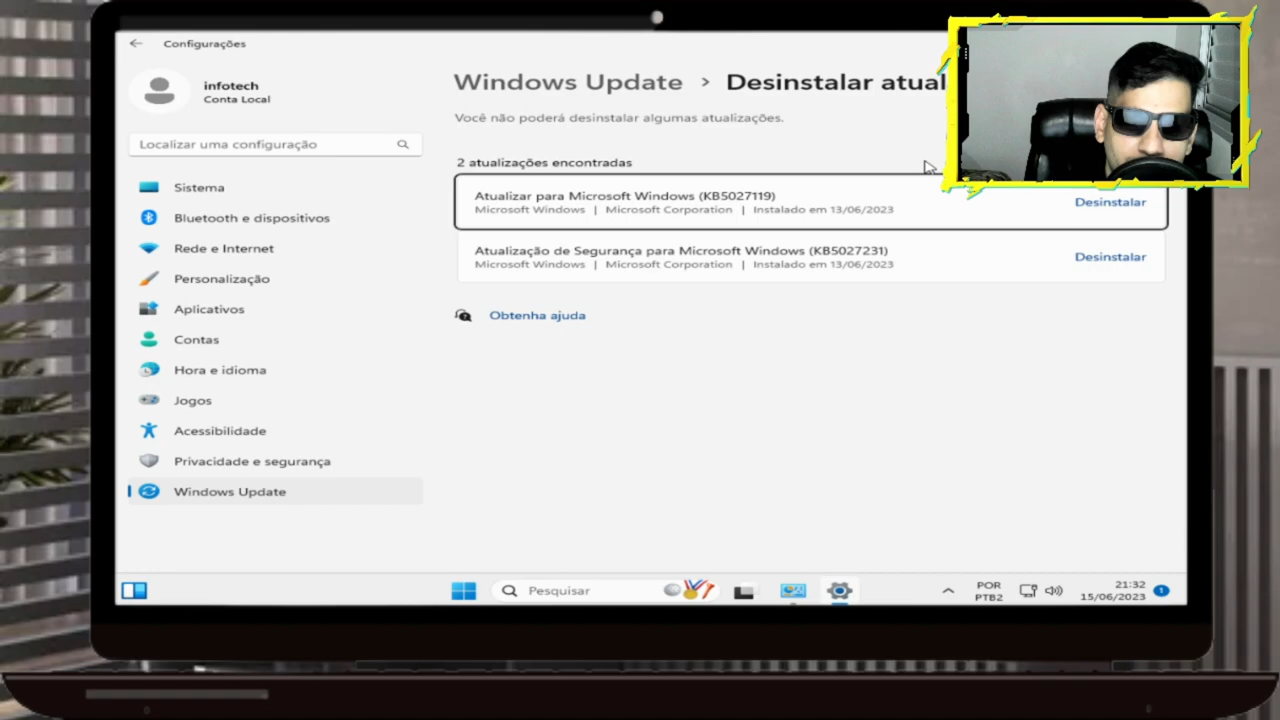 Configurações
infotech
Conta Local
Localizar uma configuração
Sistema
Bluetooth e dispositivos
Rede e Internet
Personalização
Aplicativos
Contas
Hora e idioma
Jogos
Acessibilidade
Privacidade e segurança
Windows Update
Windows Update > Desinstalar atual
Você não poderá desinstalar algumas atualizações.
2 atualizações encontradas
Atualizar para Microsoft Windows (KB5027119)
Microsoft Windows | Microsoft Corporation | Instalado em 13/06/2023
Desinstalar
Atualização de Segurança para Microsoft Windows (KB5027231)
Microsoft Windows | Microsoft Corporation | Instalado em 13/06/2023
Desinstalar
Obtenha ajuda
Pesquisar
POR
PTB2
21:32
15/06/2023
1